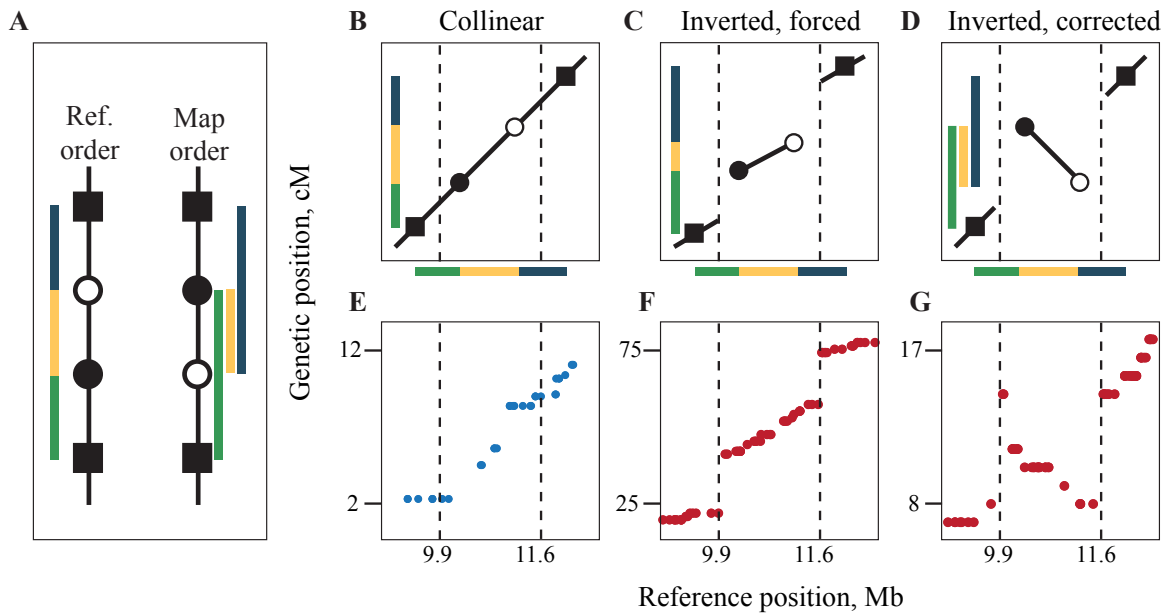 A
Ref. order
Map order
Genetic position, cM
B
Collinear
C
Inverted, forced
D
Inverted, corrected
E
12
2
9.9
11.6
F
75
25
9.9
11.6
G
17
8
9.9
11.6
Reference position, Mb